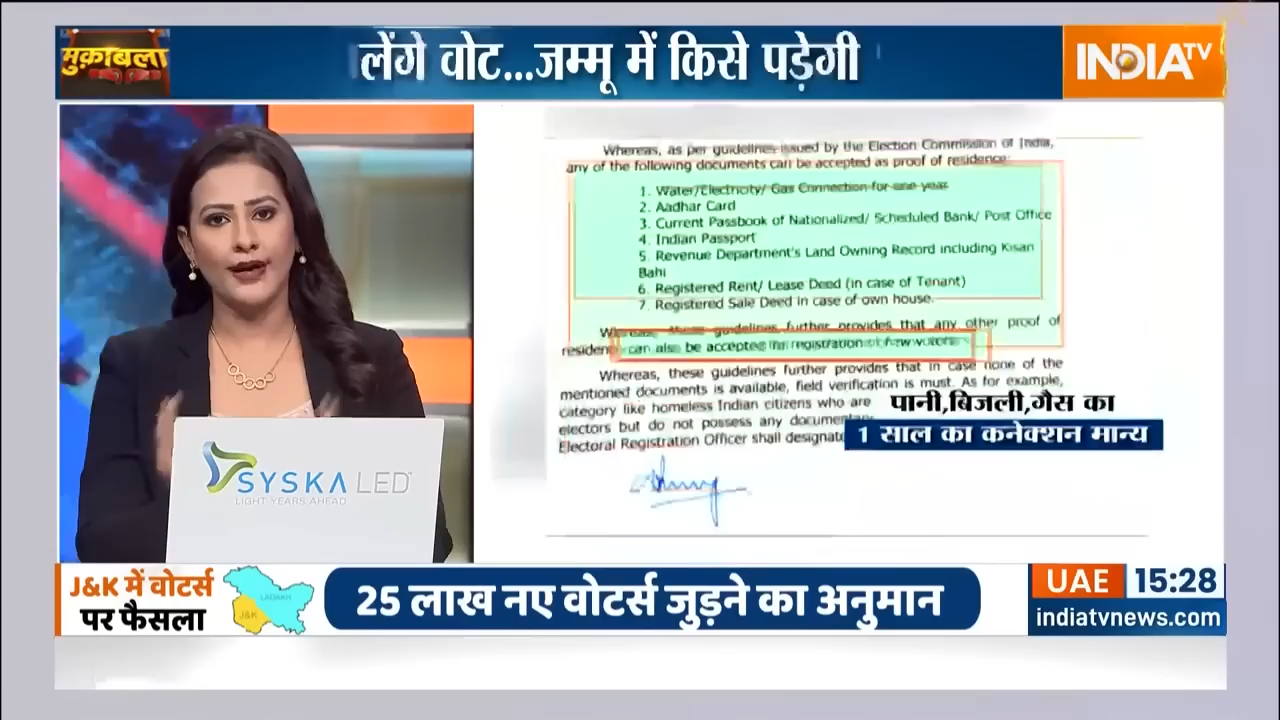 मुक़ाबला
लेंगे वोट...जम्मू में किसे पड़ेगी
INDIA TV
Whereas, as per guidelines issued by the Election Commission of India,
any of the following documents can be accepted as proof of residence:
1. Water/Electricity/ Gas Connection for one year
2. Aadhar Card
3. Current Passbook of Nationalized/ Scheduled Bank/ Post Office
4. Indian Passport
5. Revenue Department's Land Owning Record including Kisan
Bahi
6. Registered Rent/ Lease Deed (in case of Tenant)
7. Registered Sale Deed in case of own house.
Whereas, these guidelines further provides that any other proof of
can also be accepted for registration of new voters
Whereas, these guidelines further provides that in case none of the
mentioned documents is available, field verification is must. As for example,
category like homeless Indian citizens who are
electors but do not possess any
Electoral Registration Officer shall
पानी,बिजली,गैस का
1 साल का कनेक्शन मान्य
SYSKA LED
LIGHT YEARS AHEAD
J&K में वोटर्स
पर फैसला
LADAKH
J&K
25 लाख नए वोटर्स जुड़ने का अनुमान
UAE 15:28
indiatvnews.com